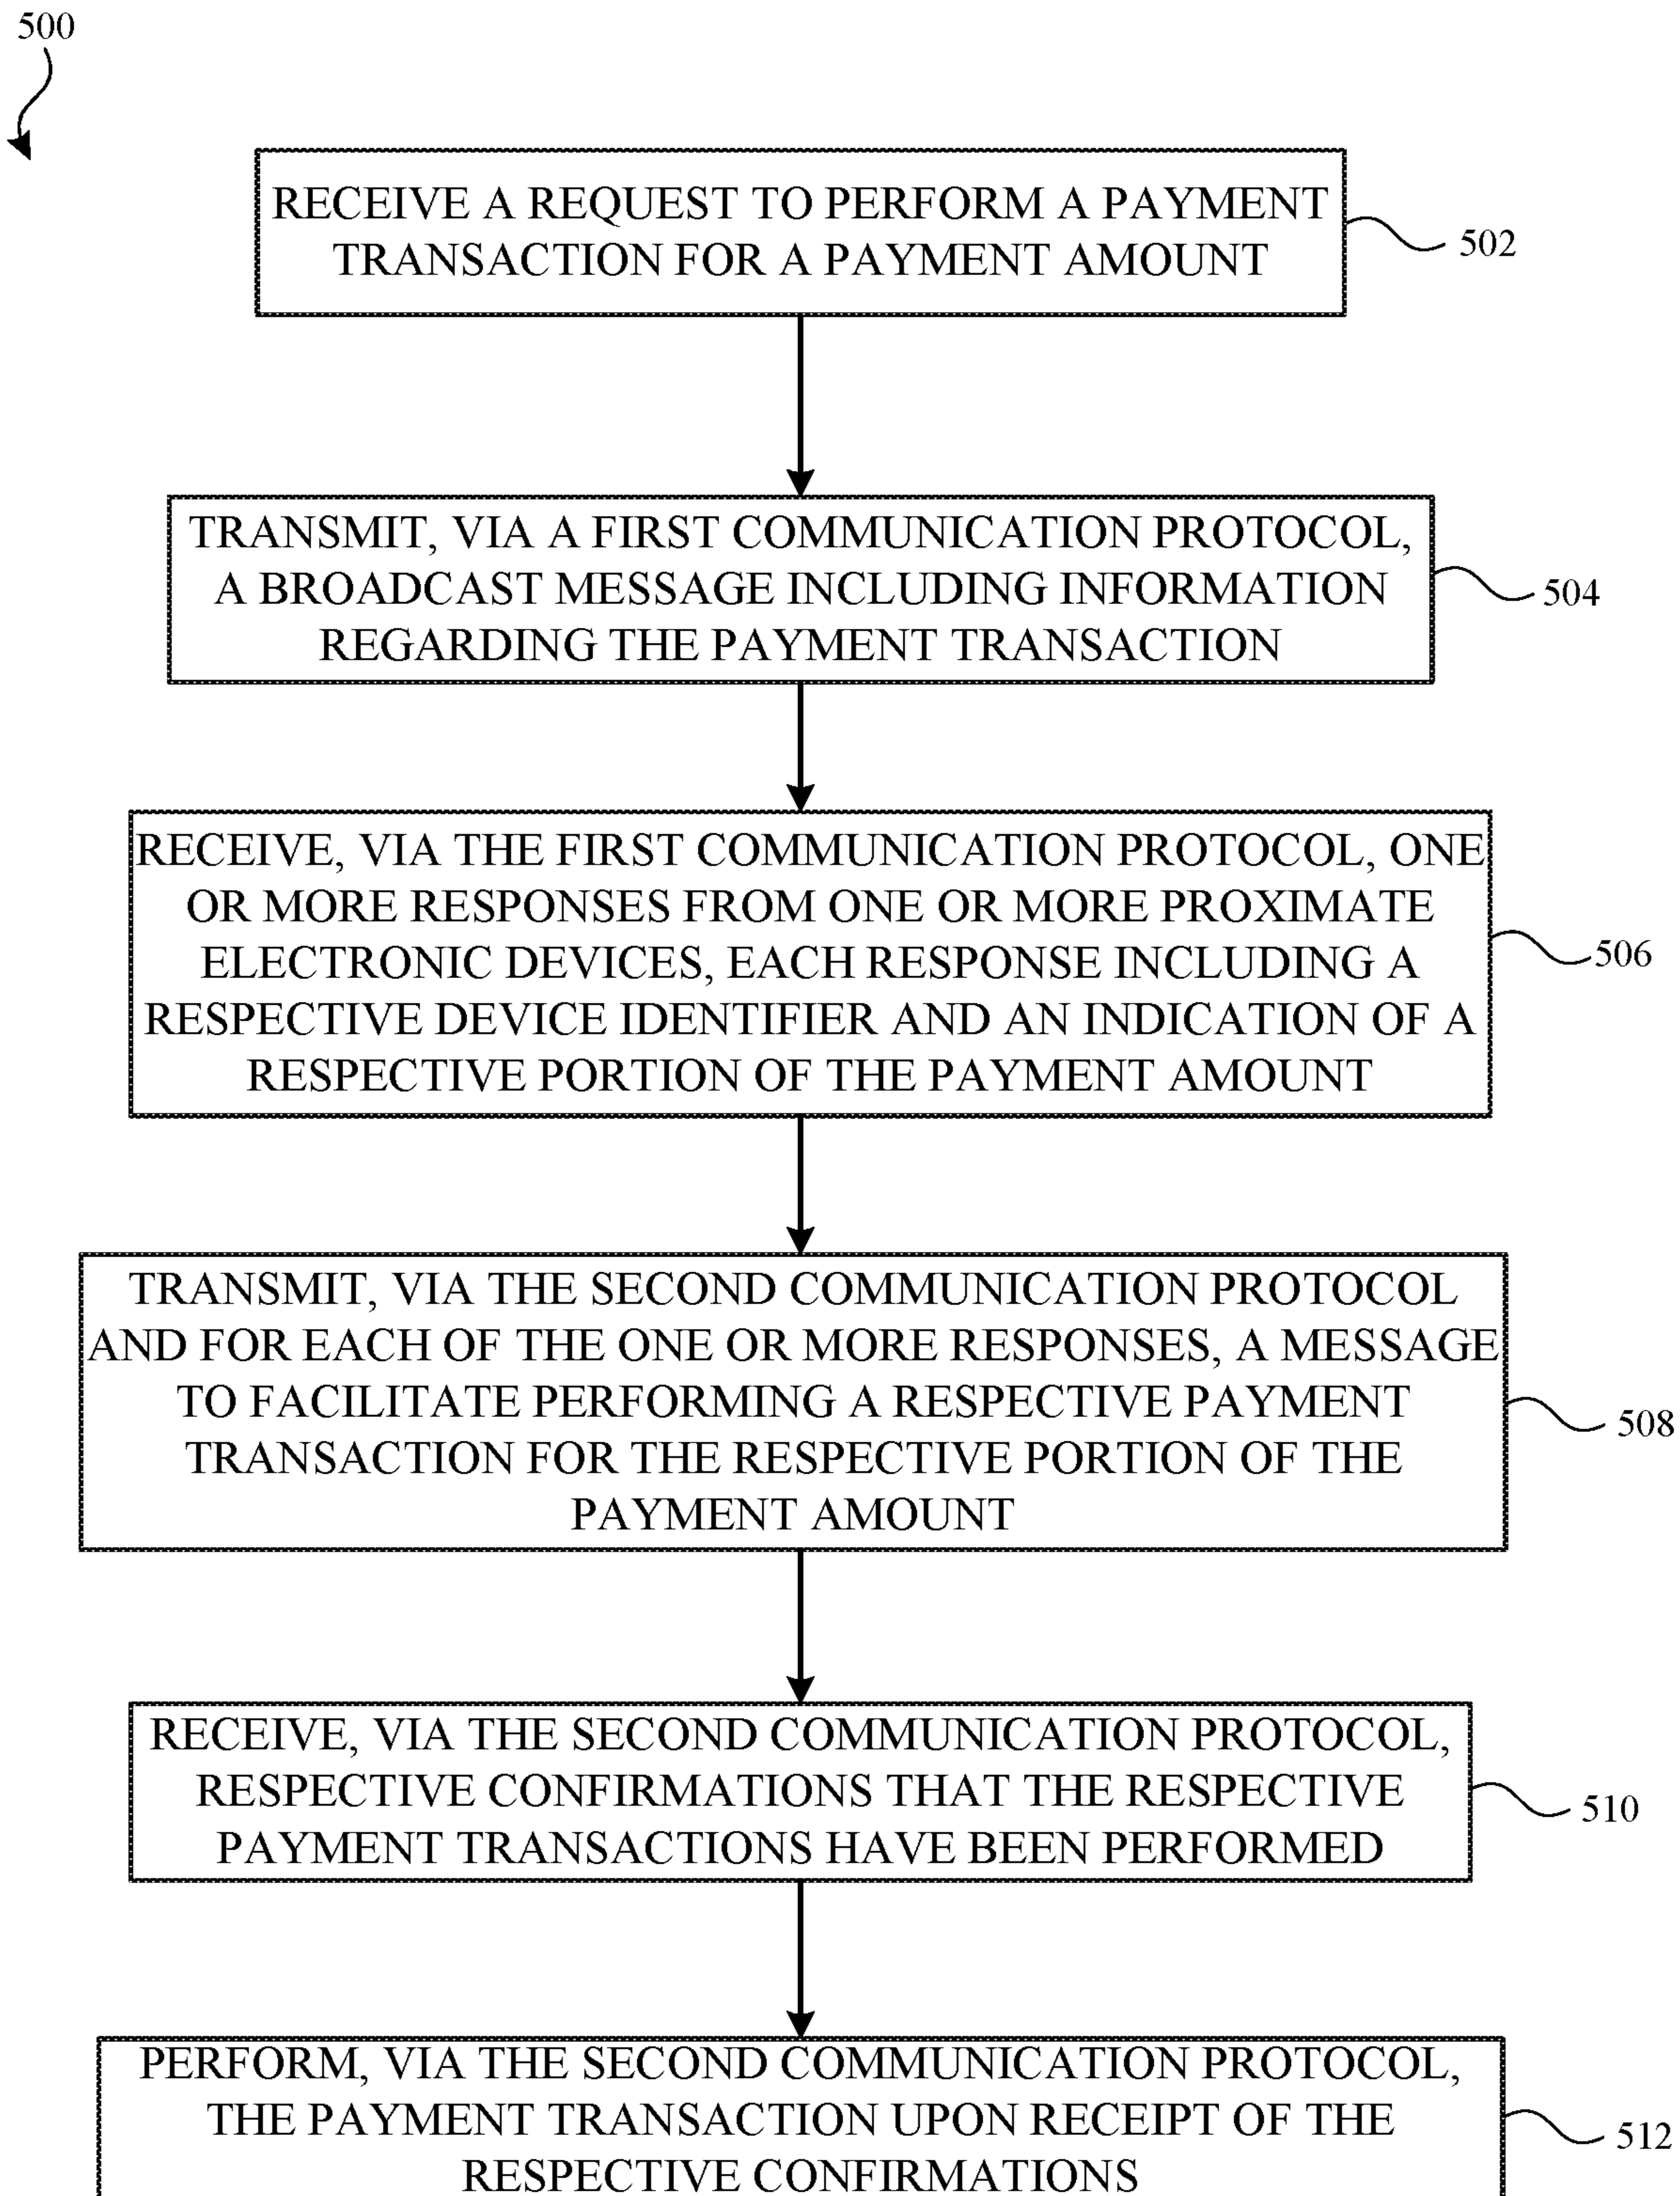 500
RECEIVE A REQUEST TO PERFORM A PAYMENT
TRANSACTION FOR A PAYMENT AMOUNT
502
TRANSMIT, VIA A FIRST COMMUNICATION PROTOCOL,
A BROADCAST MESSAGE INCLUDING INFORMATION
REGARDING THE PAYMENT TRANSACTION
504
RECEIVE, VIA THE FIRST COMMUNICATION PROTOCOL, ONE
OR MORE RESPONSES FROM ONE OR MORE PROXIMATE
ELECTRONIC DEVICES, EACH RESPONSE INCLUDING A
RESPECTIVE DEVICE IDENTIFIER AND AN INDICATION OF A
RESPECTIVE PORTION OF THE PAYMENT AMOUNT
506
TRANSMIT, VIA THE SECOND COMMUNICATION PROTOCOL
AND FOR EACH OF THE ONE OR MORE RESPONSES, A MESSAGE
TO FACILITATE PERFORMING A RESPECTIVE PAYMENT
TRANSACTION FOR THE RESPECTIVE PORTION OF THE
PAYMENT AMOUNT
508
RECEIVE, VIA THE SECOND COMMUNICATION PROTOCOL,
RESPECTIVE CONFIRMATIONS THAT THE RESPECTIVE
PAYMENT TRANSACTIONS HAVE BEEN PERFORMED
510
PERFORM, VIA THE SECOND COMMUNICATION PROTOCOL,
THE PAYMENT TRANSACTION UPON RECEIPT OF THE
RESPECTIVE CONFIRMATIONS
512